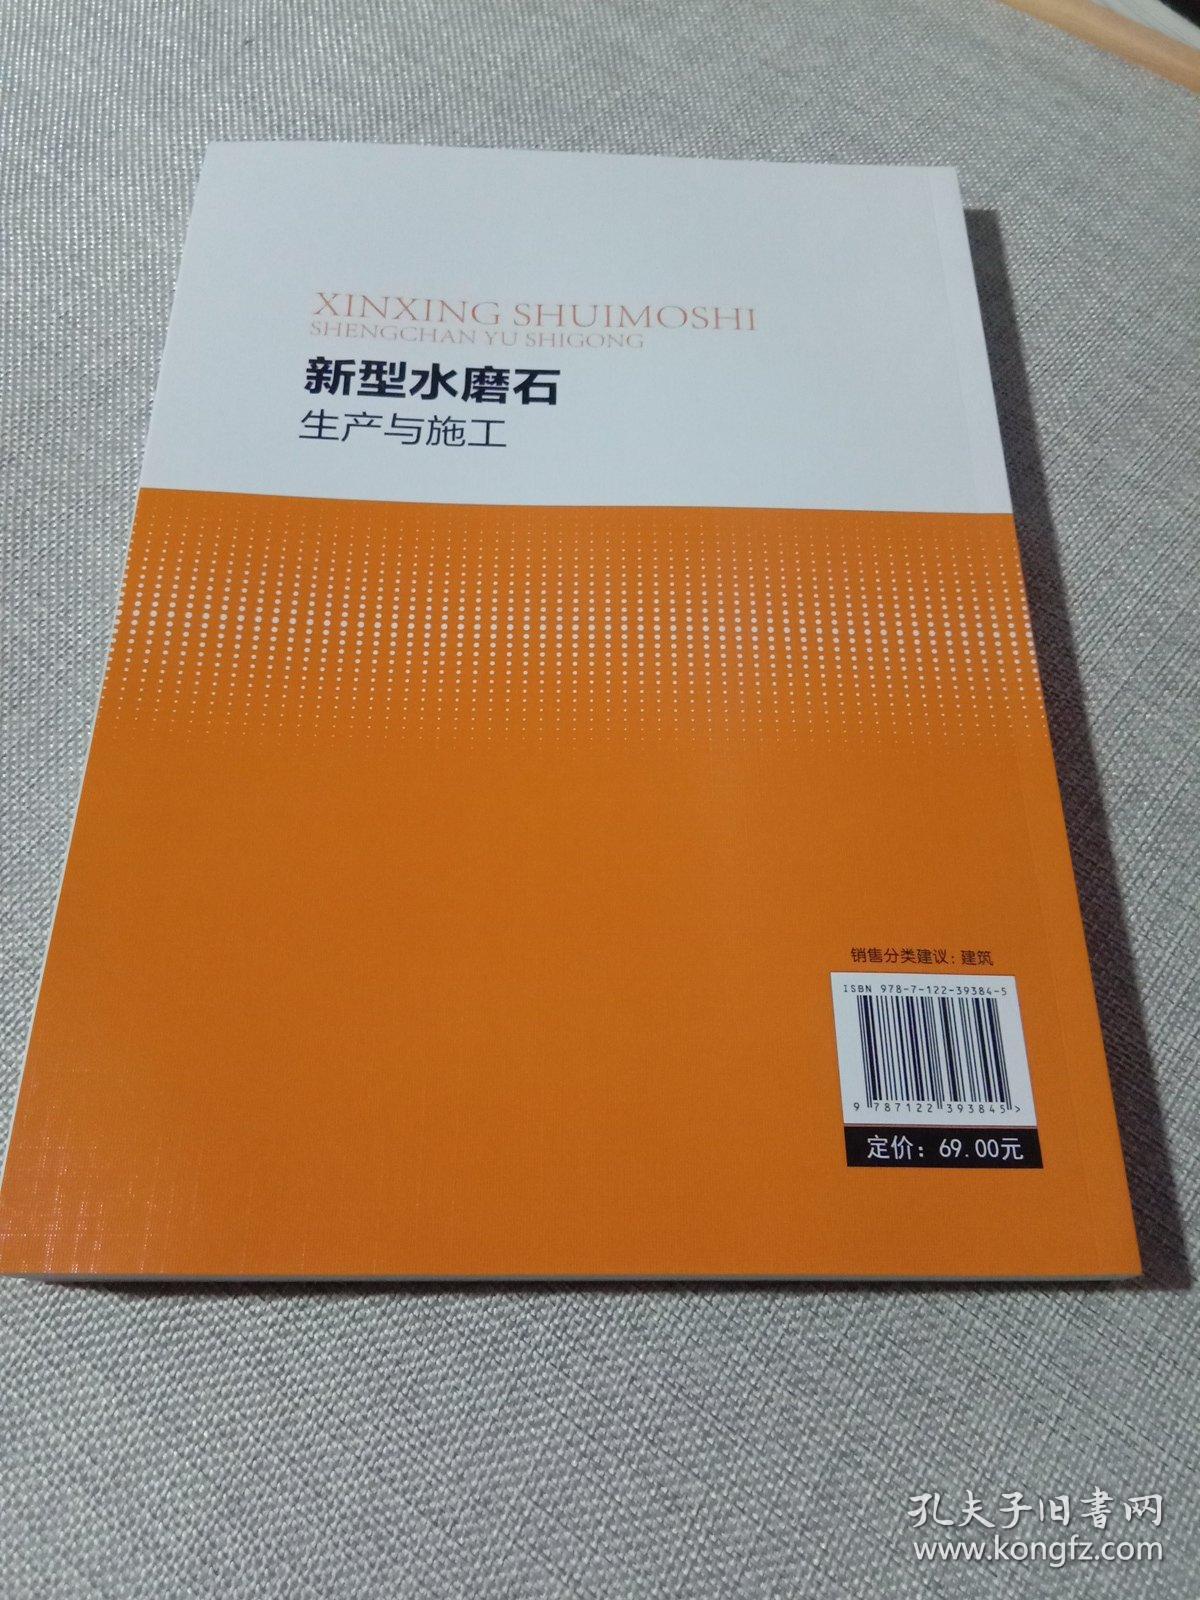 XINXING SHUIMOSHI
SHENGCHAN YU SHIGONG
新型水磨石
生产与施工
销售分类建议：建筑
ISBN 978-7-122-39384-5
9 787122 393845 >
定价：69.00元
孔夫子旧书网
www.kongfz.com